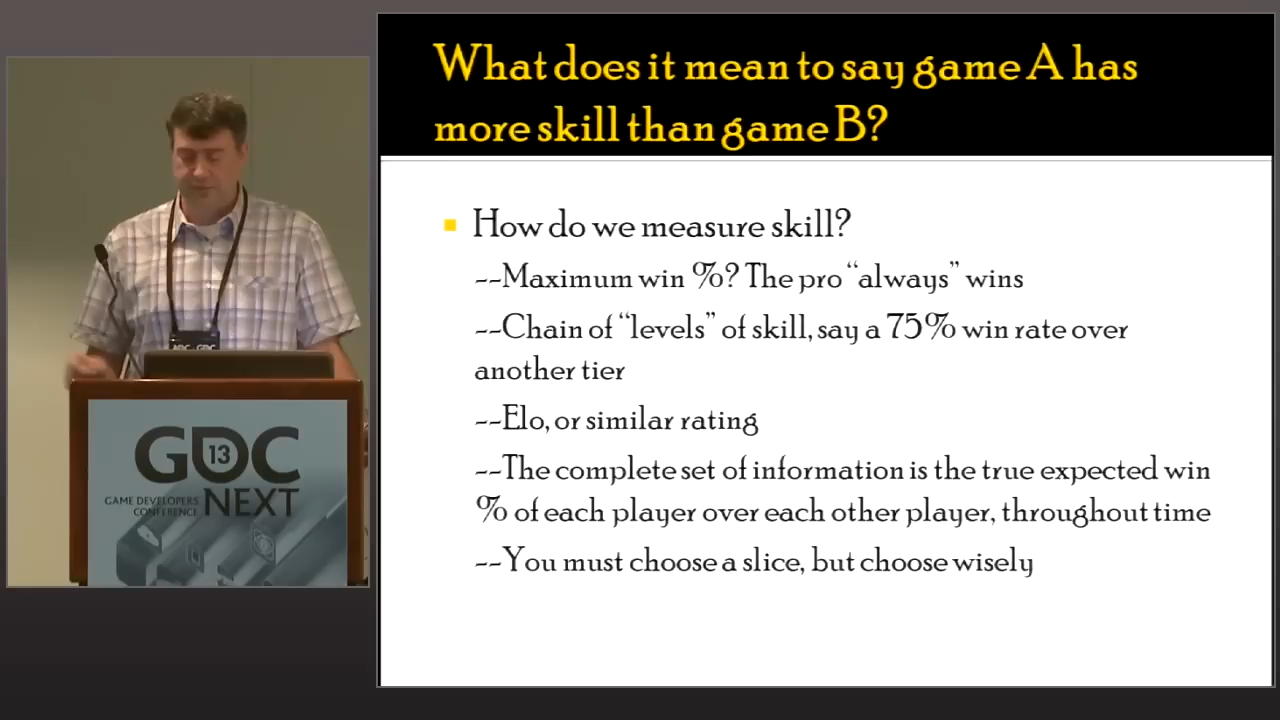 What does it mean to say game A has
more skill than game B?
How do we measure skill?
--Maximum win %? The pro “always” wins
--Chain of “levels” of skill, say a 75% win rate over
another tier
--Elo, or similar rating
--The complete set of information is the true expected win
% of each player over each other player, throughout time
--You must choose a slice, but choose wisely
GDC
13
GAME DEVELOPERS
CONFERENCE
NEXT